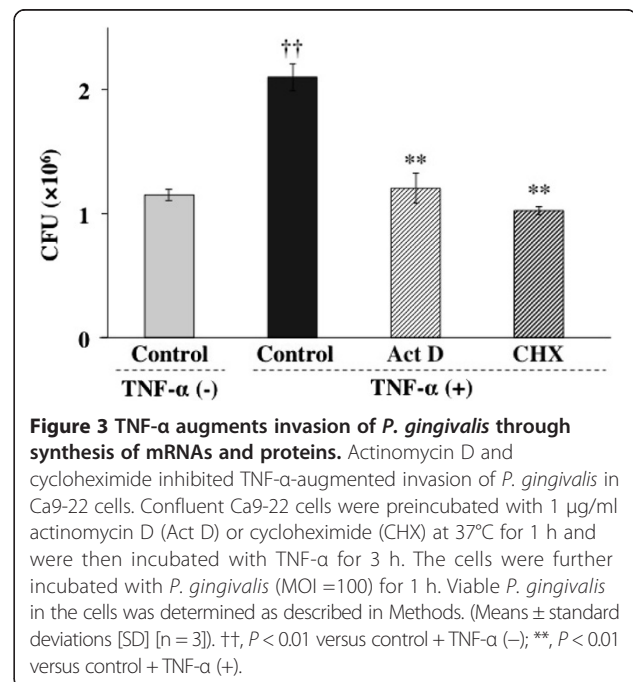 ††
2
**
**
CFU (×10⁶)
1
0
Control Control Act D CHX
TNF-α (-) TNF-α (+)
Figure 3 TNF-α augments invasion of P. gingivalis through
synthesis of mRNAs and proteins. Actinomycin D and
cycloheximide inhibited TNF-α-augmented invasion of P. gingivalis in
Ca9-22 cells. Confluent Ca9-22 cells were preincubated with 1 μg/ml
actinomycin D (Act D) or cycloheximide (CHX) at 37°C for 1 h and
were then incubated with TNF-α for 3 h. The cells were further
incubated with P. gingivalis (MOI =100) for 1 h. Viable P. gingivalis
in the cells was determined as described in Methods. (Means ± standard
deviations [SD] [n = 3]). ††, P < 0.01 versus control + TNF-α (−); **, P < 0.01
versus control + TNF-α (+).